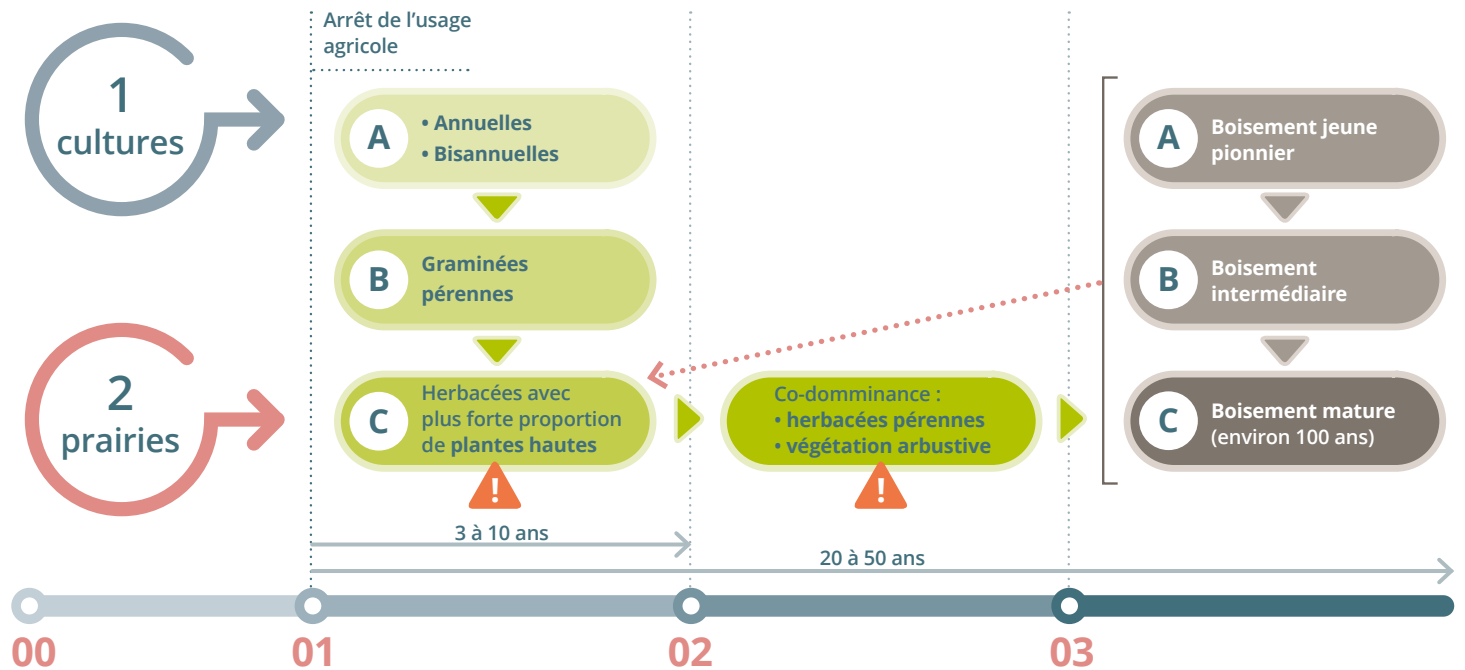 Arrêt de l'usage
agricole
1
cultures
A
• Annuelles
• Bisannuelles
B
Graminées
pérennes
2
prairies
C
Herbacées avec
plus forte proportion
de plantes hautes
!
Co-domminance :
• herbacées pérennes
• végétation arbustive
!
A
Boisement jeune
pionnier
B
Boisement
intermédiaire
C
Boisement mature
(environ 100 ans)
3 à 10 ans
20 à 50 ans
00
01
02
03